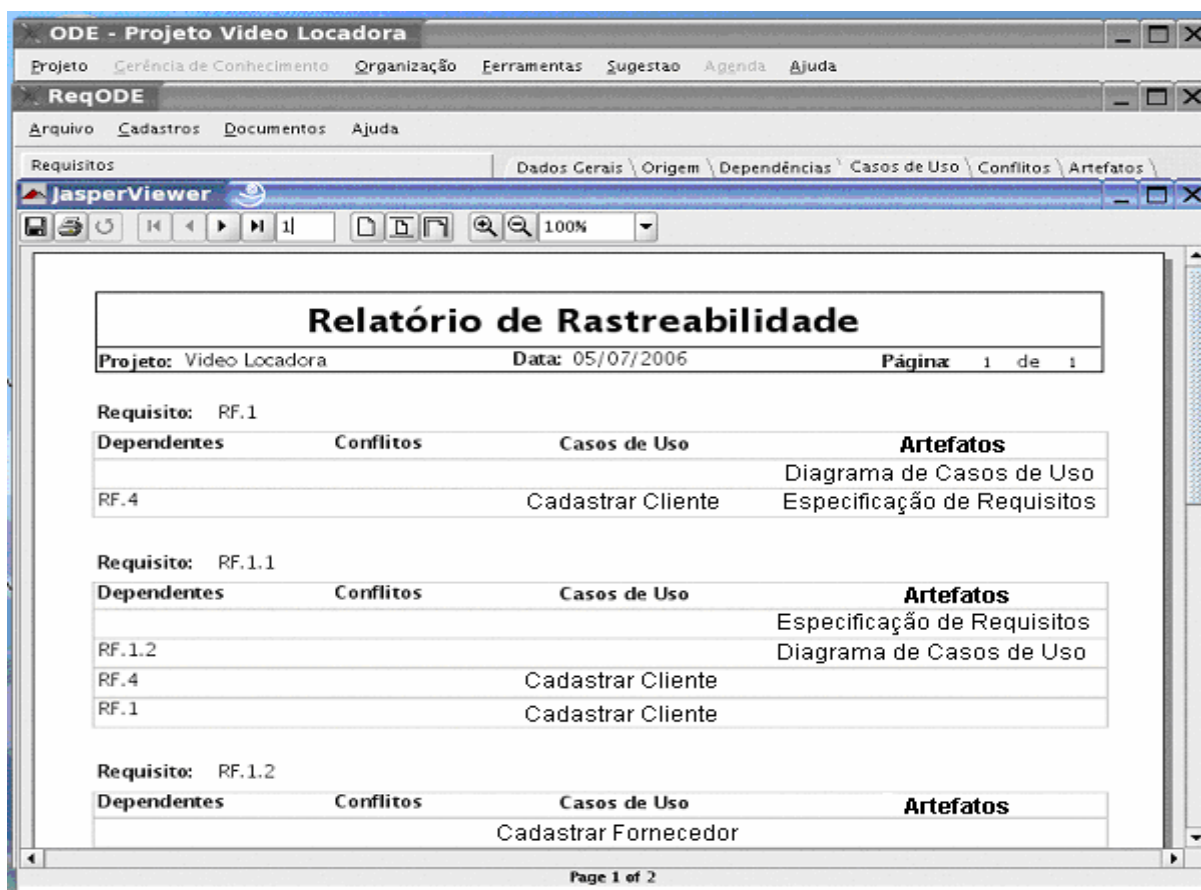 ODE - Projeto Video Locadora
Projeto Gerência de Conhecimento Organização Ferramentas Sugestao Agenda Ajuda
ReqODE
Arquivo Cadastros Documentos Ajuda
Requisitos Dados Gerais \ Origem \ Dependências \ Casos de Uso \ Conflitos \ Artefatos \
JasperViewer
1 100%
Relatório de Rastreabilidade
Projeto: Video Locadora Data: 05/07/2006 Página: 1 de 1
Requisito: RF.1
Dependentes Conflitos Casos de Uso Artefatos
Diagrama de Casos de Uso
RF.4 Cadastrar Cliente Especificação de Requisitos
Requisito: RF.1.1
Dependentes Conflitos Casos de Uso Artefatos
Especificação de Requisitos
RF.1.2 Diagrama de Casos de Uso
RF.4 Cadastrar Cliente
RF.1 Cadastrar Cliente
Requisito: RF.1.2
Dependentes Conflitos Casos de Uso Artefatos
Cadastrar Fornecedor
Page 1 of 2